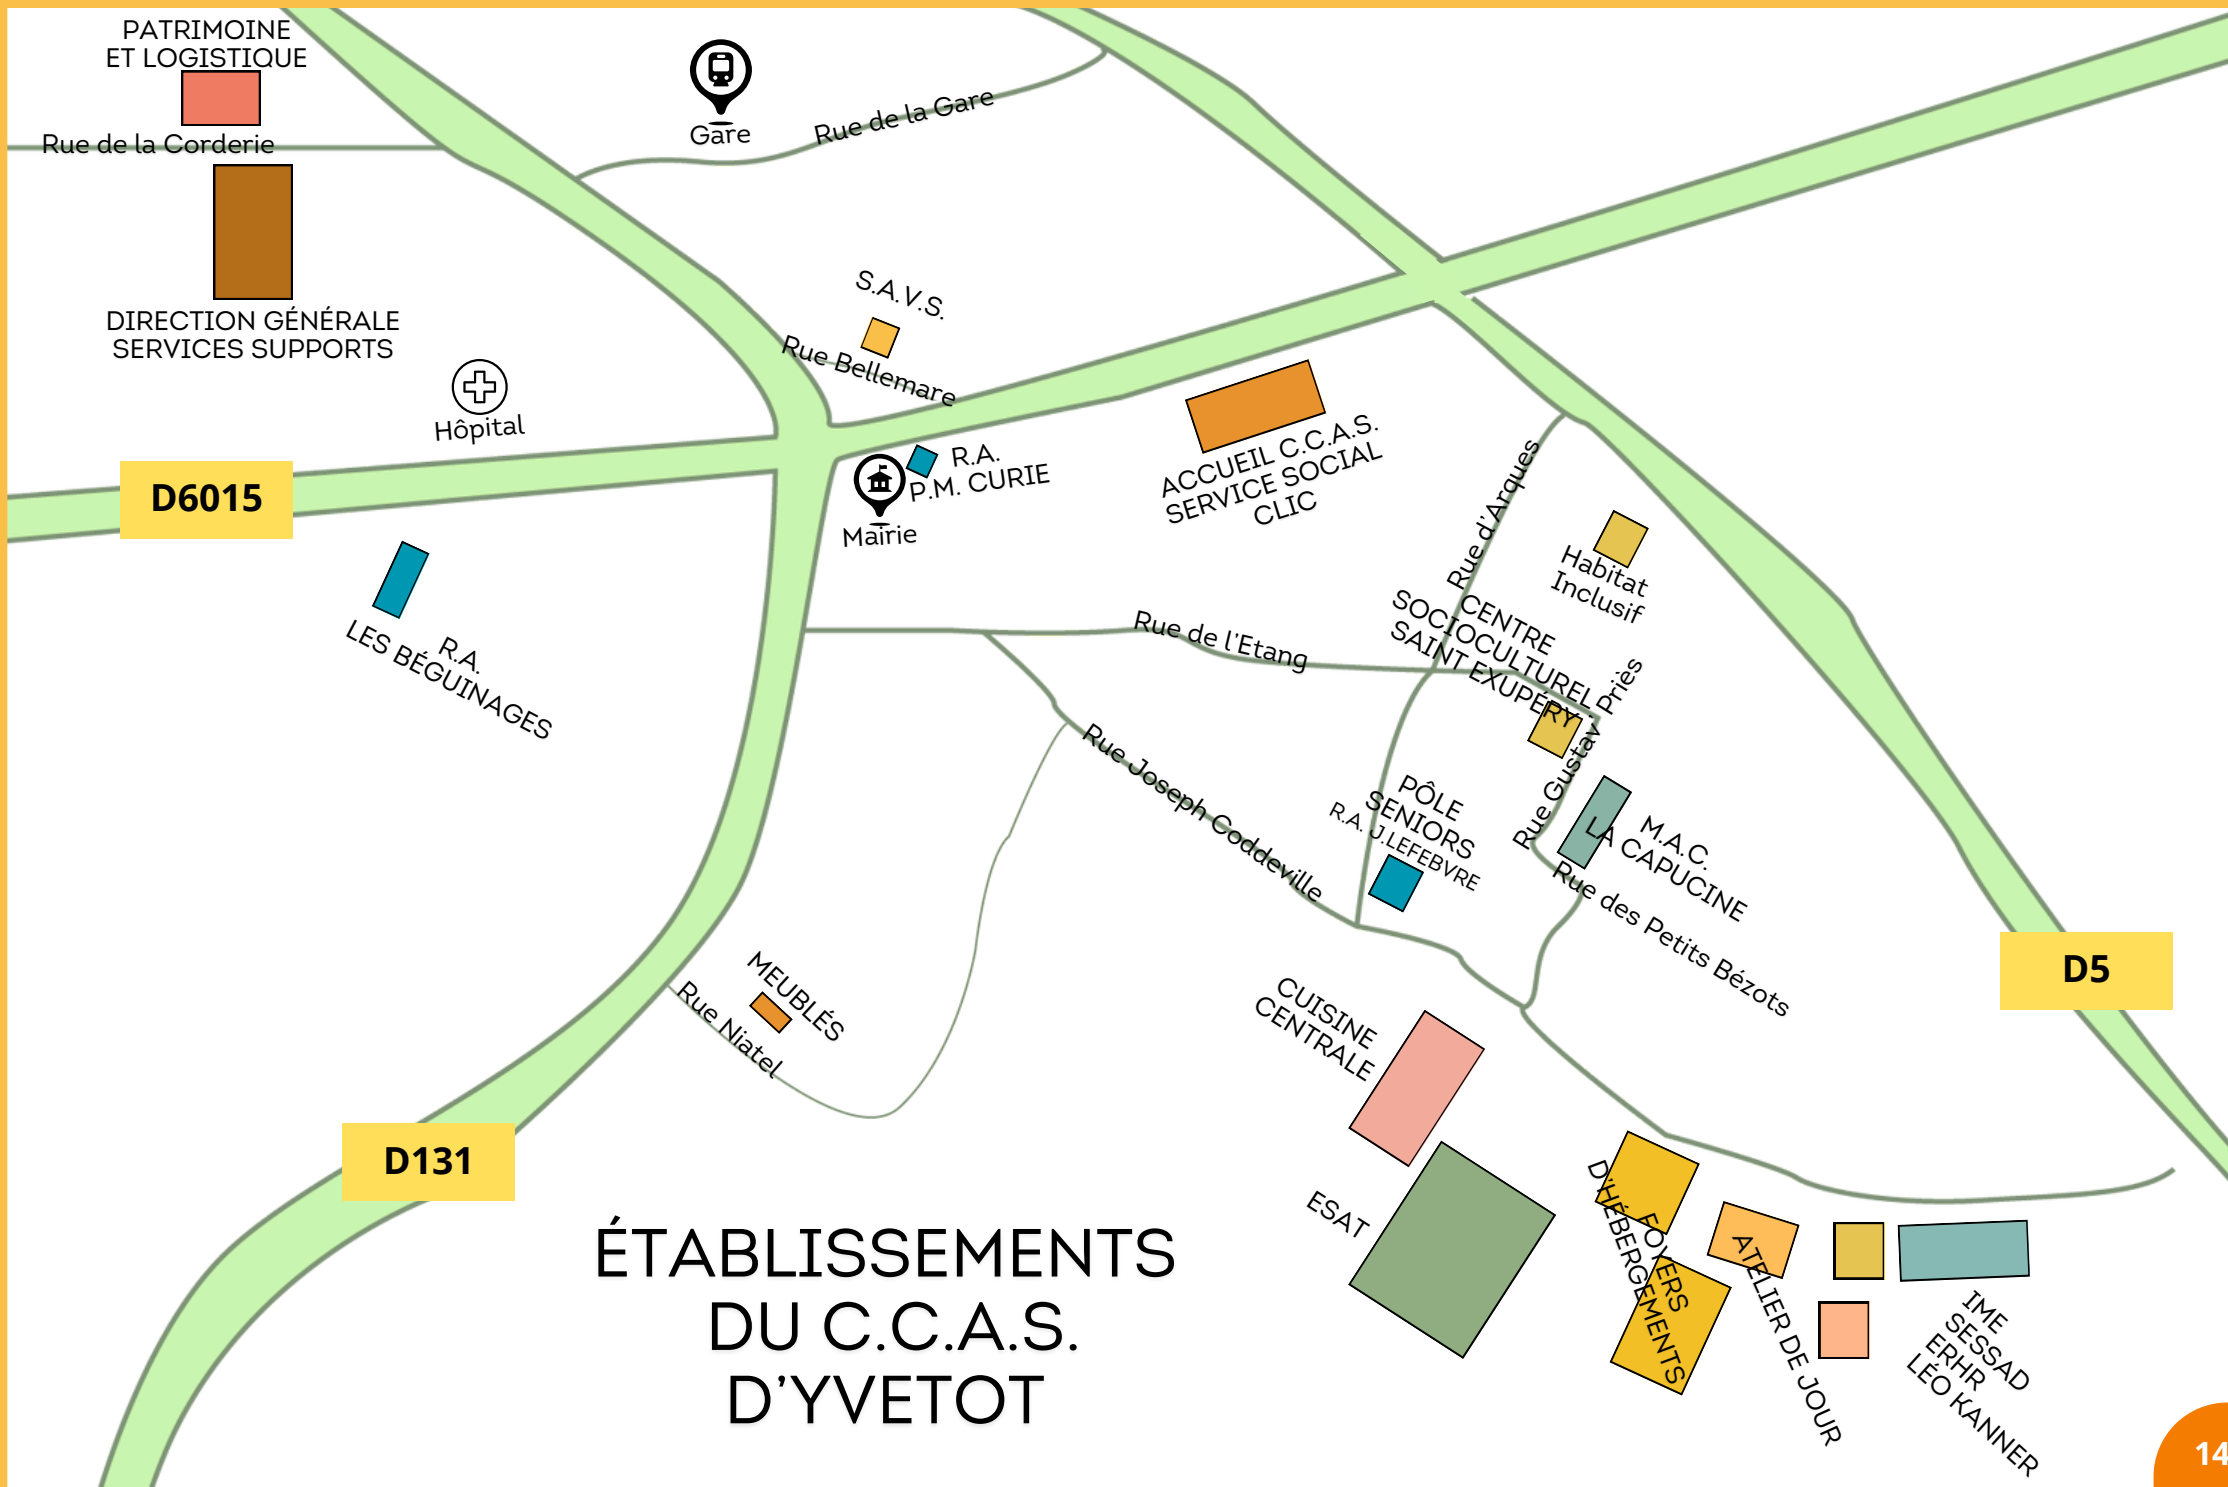 PATRIMOINE
ET LOGISTIQUE
Rue de la Corderie
DIRECTION GÉNÉRALE
SERVICES SUPPORTS
Gare
Rue de la Gare
S.A.V.S.
Rue Bellemare
Hôpital
D6015
R.A.
P.M. CURIE
Mairie
ACCUEIL C.C.A.S.
SERVICE SOCIAL
CLIC
Rue d'Arques
Habitat
Inclusif
R.A.
LES BÉGUINAGES
Rue de l'Etang
CENTRE
SOCIOCULTUREL
SAINT EXUPÉRY
Rue Gustav Priès
Rue Joseph Coddeville
PÔLE
SENIORS
R.A. J.LEFEBVRE
M.A.C.
LA CAPUCINE
Rue des Petits Bézots
D5
MEUBLÉS
Rue Niatel
CUISINE
CENTRALE
D131
ESAT
FOYERS
D'HÉBERGEMENTS
ATELIER DE JOUR
IME
SESSAD
ERHR
LÉO KANNER
ÉTABLISSEMENTS
DU C.C.A.S.
D'YVETOT
14